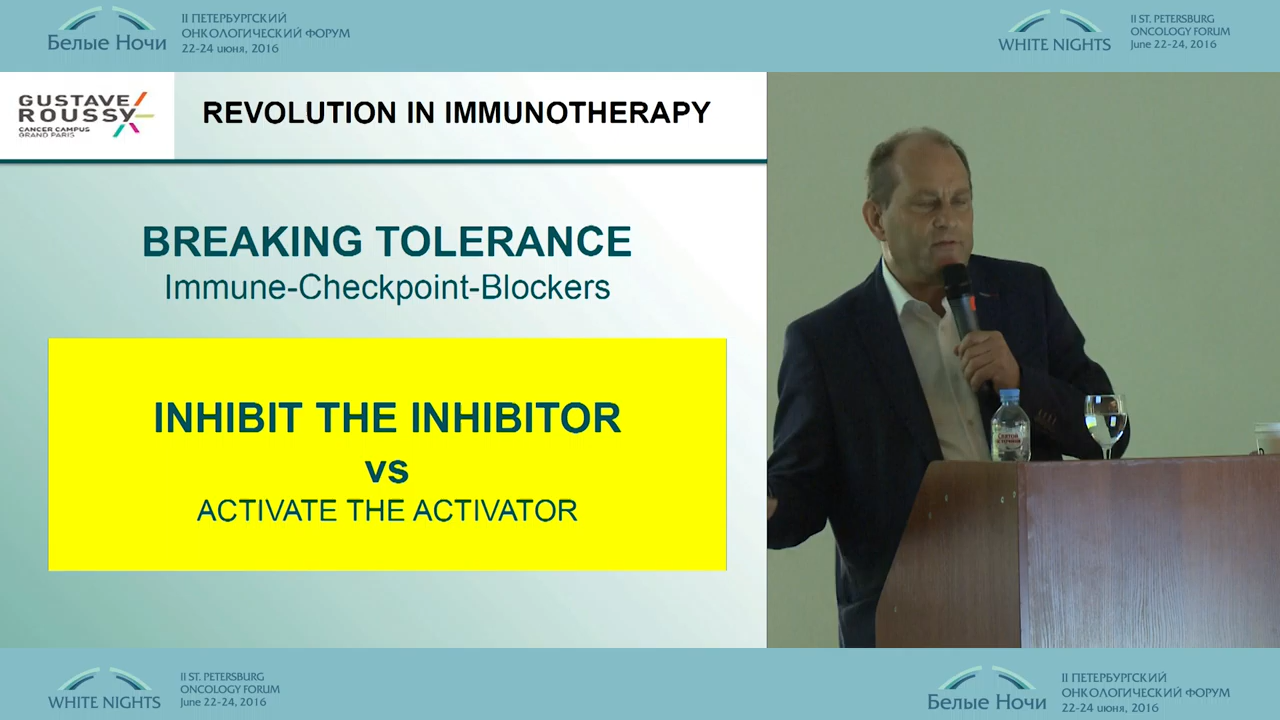 Белые Ночи
II ПЕТЕРБУРГСКИЙ
ОНКОЛОГИЧЕСКИЙ ФОРУМ
22-24 июня, 2016
WHITE NIGHTS
II ST. PETERSBURG
ONCOLOGY FORUM
June 22-24, 2016
GUSTAVE
ROUSSY
CANCER CAMPUS
GRAND PARIS
REVOLUTION IN IMMUNOTHERAPY
BREAKING TOLERANCE
Immune-Checkpoint-Blockers
INHIBIT THE INHIBITOR
vs
ACTIVATE THE ACTIVATOR
WHITE NIGHTS
II ST. PETERSBURG
ONCOLOGY FORUM
June 22-24, 2016
Белые Ночи
II ПЕТЕРБУРГСКИЙ
ОНКОЛОГИЧЕСКИЙ ФОРУМ
22-24 июня, 2016